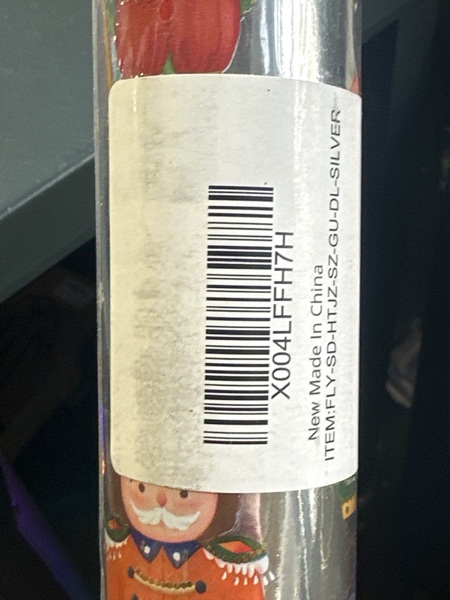 X004LFFH7H
New Made In China
ITEM:FLY-SD-HTJZ-SZ-GU-DL-SILVER